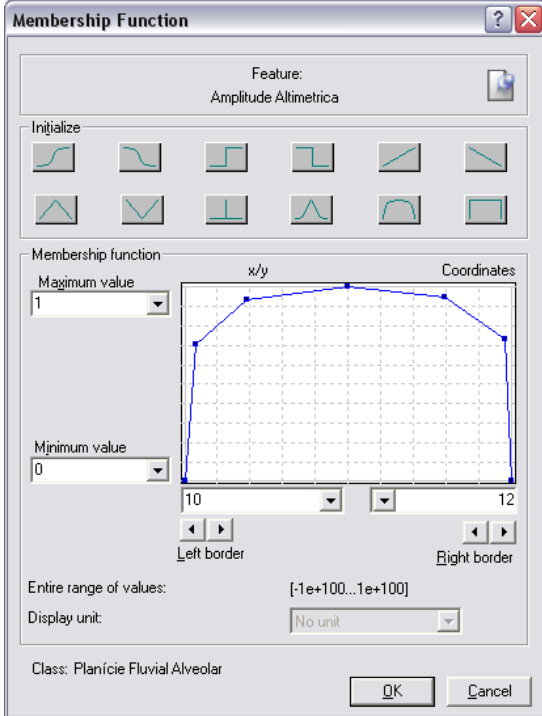 Membership Function
Feature:
Amplitude Altimetrica
Initialize
Membership function
x/y
Coordinates
Maximum value
1
Minimum value
0
10
12
Left border
Right border
Entire range of values:
[-1e+100...1e+100]
Display unit:
No unit
Class: Planície Fluvial Alveolar
OK
Cancel